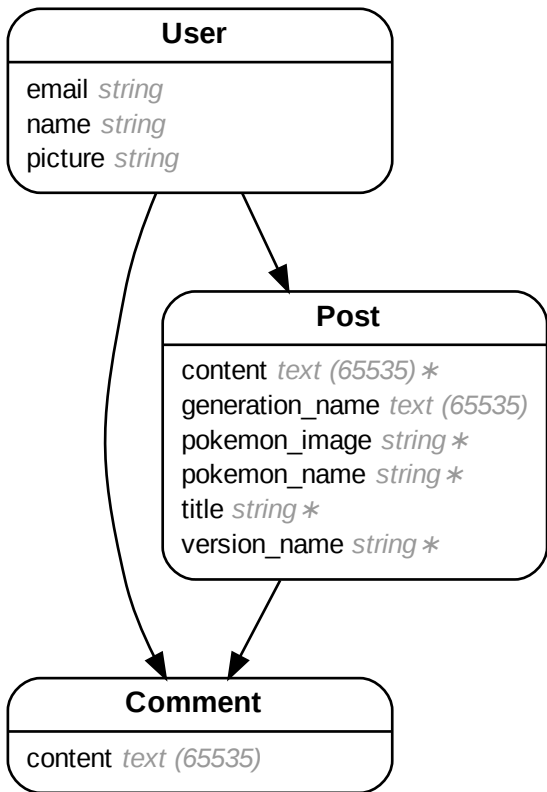 User
email string
name string
picture string
Post
content text (65535) ∗
generation_name text (65535)
pokemon_image string ∗
pokemon_name string ∗
title string ∗
version_name string ∗
Comment
content text (65535)